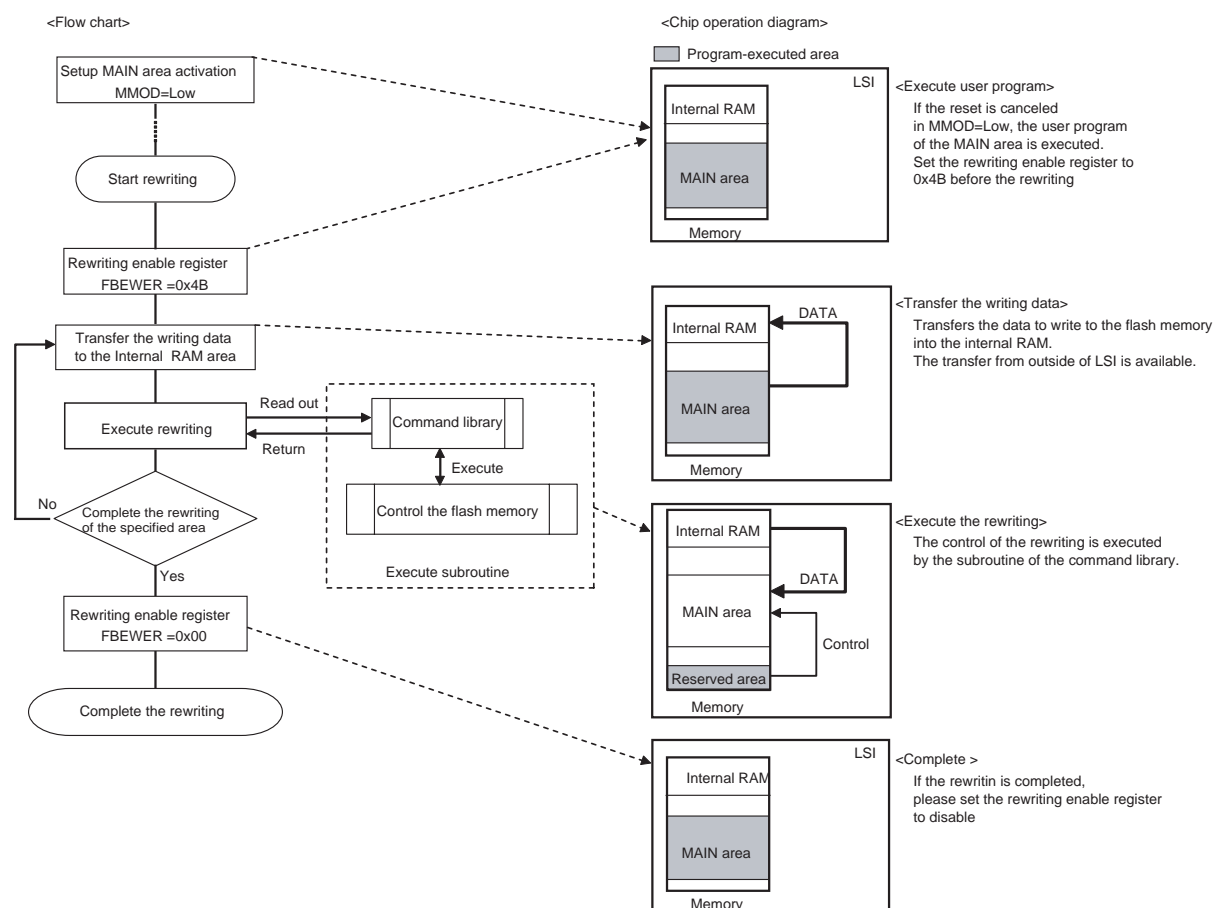 <Flow chart>
Setup MAIN area activation
MMOD=Low
Start rewriting
Rewriting enable register
FBEWER =0x4B
Transfer the writing data
to the Internal RAM area
Execute rewriting
Read out
Return
Command library
Execute
Control the flash memory
Execute subroutine
No
Complete the rewriting
of the specified area
Yes
Rewriting enable register
FBEWER =0x00
Complete the rewriting
<Chip operation diagram>
Program-executed area
LSI
Internal RAM
MAIN area
Memory
<Execute user program>
If the reset is canceled
in MMOD=Low, the user program
of the MAIN area is executed.
Set the rewriting enable register to
0x4B before the rewriting
Internal RAM
DATA
MAIN area
Memory
<Transfer the writing data>
Transfers the data to write to the flash memory
into the internal RAM.
The transfer from outside of LSI is available.
Internal RAM
DATA
MAIN area
Control
Reserved area
Memory
<Execute the rewriting>
The control of the rewriting is executed
by the subroutine of the command library.
LSI
Internal RAM
MAIN area
Memory
<Complete >
If the rewritin is completed,
please set the rewriting enable register
to disable